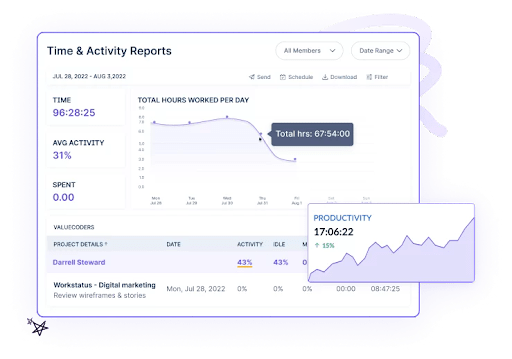 Time & Activity Reports
All Members
Date Range
JUL 28, 2022 - AUG 3,2022
Send
Schedule
Download
Filter
TIME
96:28:25
AVG ACTIVITY
31%
SPENT
0.00
TOTAL HOURS WORKED PER DAY
Total hrs: 67:54:00
Mon Tue Wed Thu Fri
Jul 28 Jul 29 Jul 30 Jul 31 Aug 1
PRODUCTIVITY
17:06:22
↑ 15%
VALUECODERS
PROJECT DETAILS DATE ACTIVITY IDLE
Darrell Steward 43% 43%
Workstatus - Digital marketing
Review wireframes & stories
Mon, Jul 28, 2022 0% 0% 0% 00:00 08:47:25